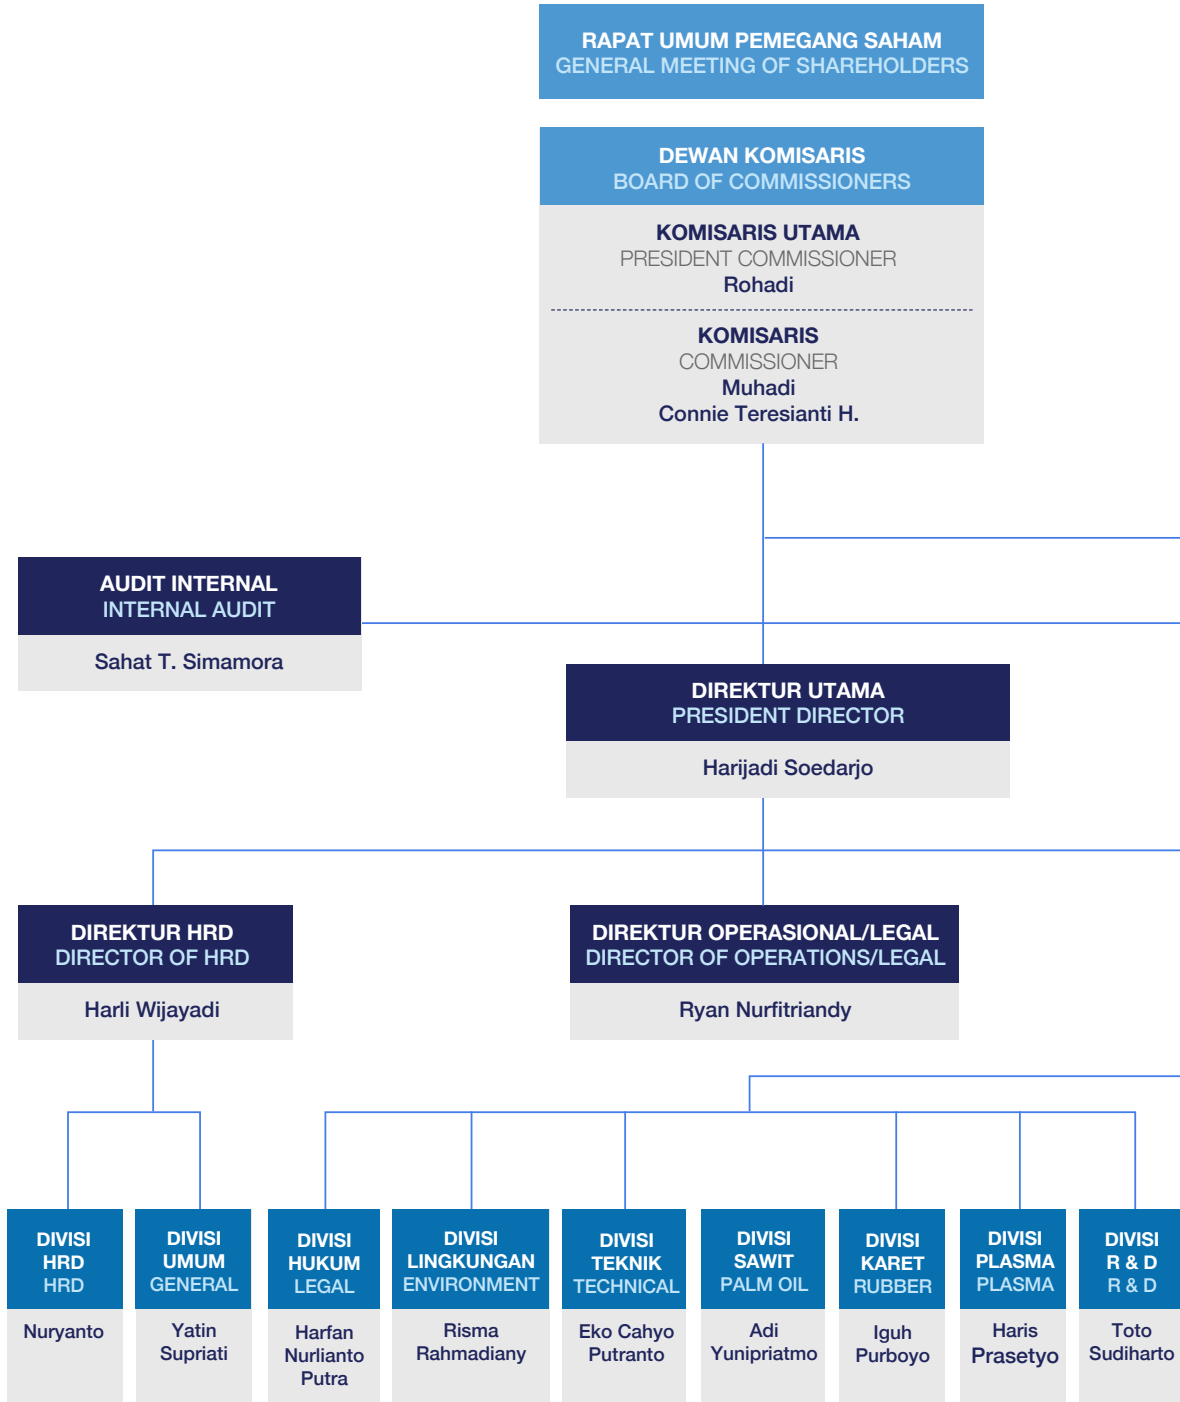 RAPAT UMUM PEMEGANG SAHAM
GENERAL MEETING OF SHAREHOLDERS
DEWAN KOMISARIS
BOARD OF COMMISSIONERS
KOMISARIS UTAMA
PRESIDENT COMMISSIONER
Rohadi
KOMISARIS
COMMISSIONER
Muhadi
Connie Teresianti H.
AUDIT INTERNAL
INTERNAL AUDIT
Sahat T. Simamora
DIREKTUR UTAMA
PRESIDENT DIRECTOR
Harijadi Soedarjo
DIREKTUR HRD
DIRECTOR OF HRD
Harli Wijayadi
DIREKTUR OPERASIONAL/LEGAL
DIRECTOR OF OPERATIONS/LEGAL
Ryan Nurfitriandy
DIVISI
HRD
HRD
Nuryanto
DIVISI
UMUM
GENERAL
Yatin
Supriati
DIVISI
HUKUM
LEGAL
Harfan
Nurlianto
Putra
DIVISI
LINGKUNGAN
ENVIRONMENT
Risma
Rahmadiany
DIVISI
TEKNIK
TECHNICAL
Eko Cahyo
Putranto
DIVISI
SAWIT
PALM OIL
Adi
Yunipriatmo
DIVISI
KARET
RUBBER
Iguh
Purboyo
DIVISI
PLASMA
PLASMA
Haris
Prasetyo
DIVISI
R & D
R & D
Toto
Sudiharto